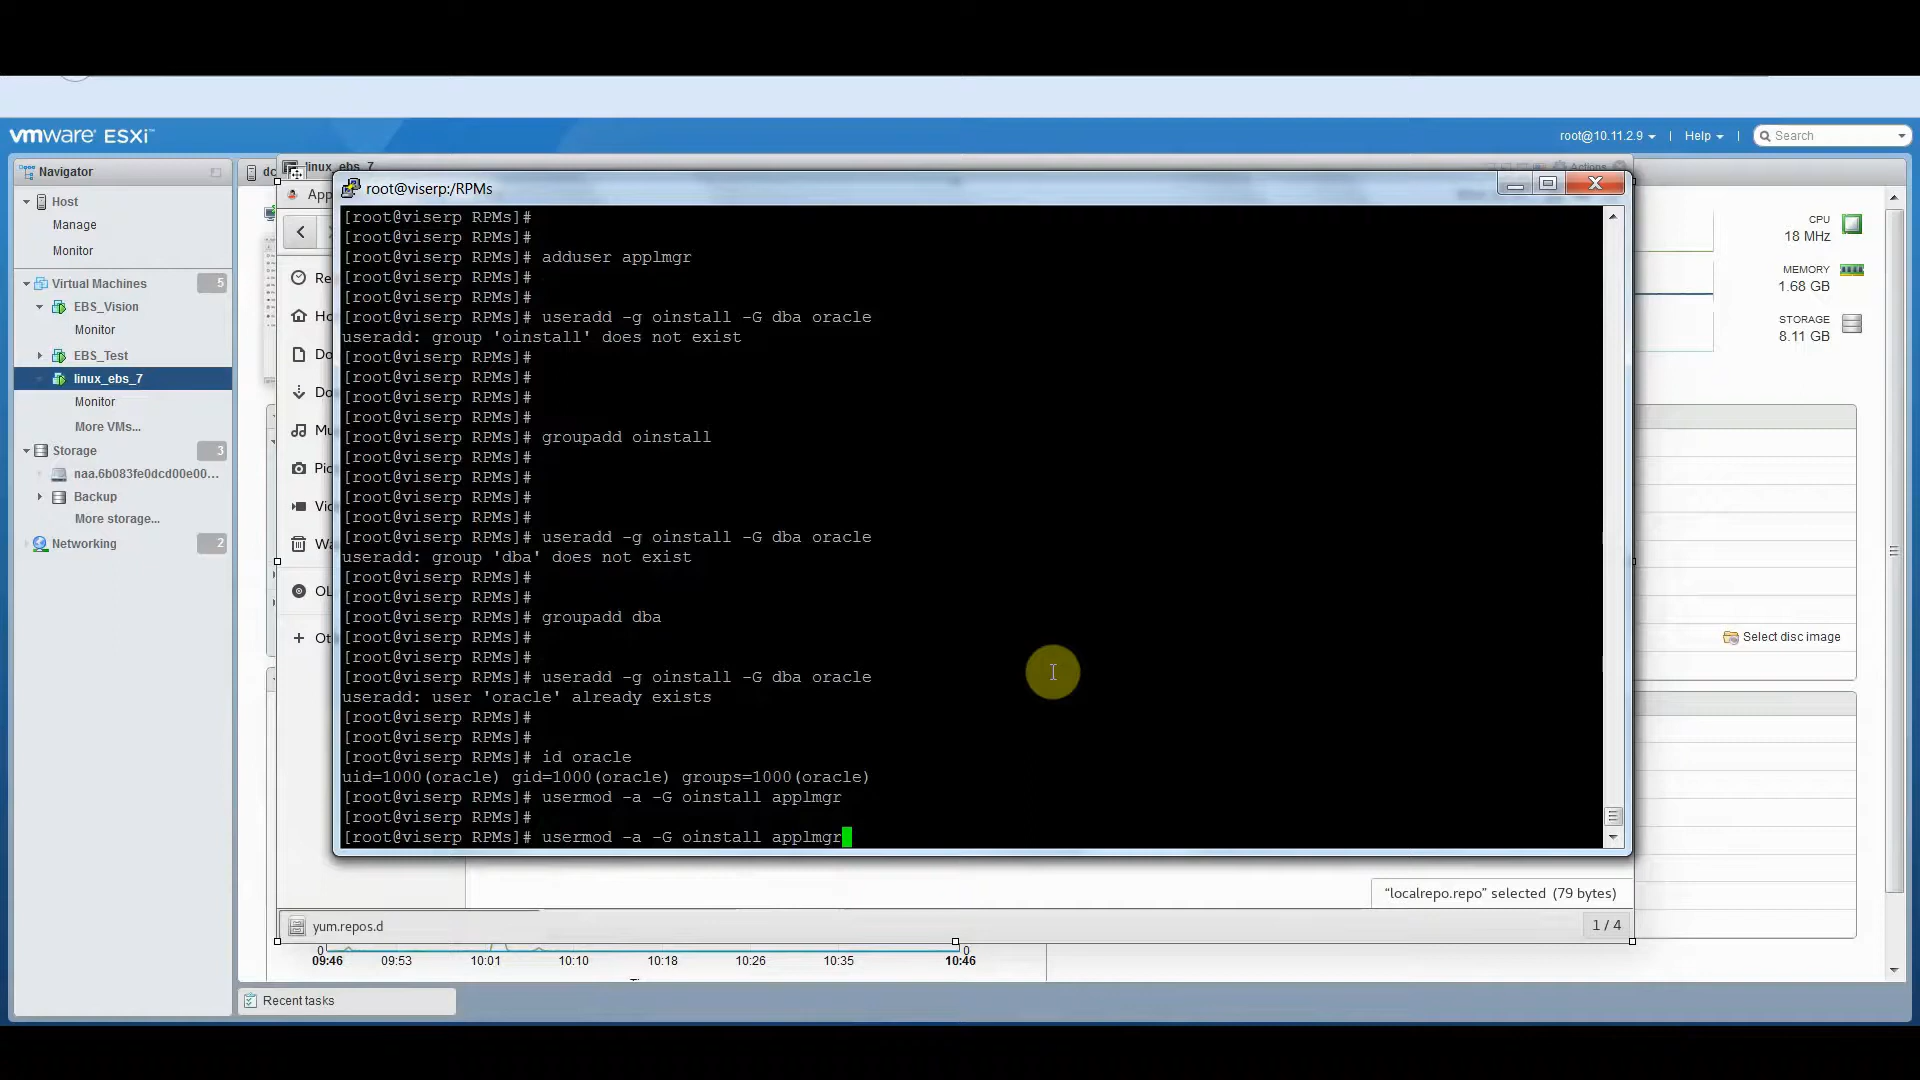 vmware ESXi™
root@10.11.2.9
Help
Search
Navigator
Host
Manage
Monitor
Virtual Machines 5
EBS_Vision
Monitor
EBS_Test
linux_ebs_7
Monitor
More VMs...
Storage 3
naa.6b083fe0dcd00e00...
Backup
More storage...
Networking 2
linux_ebs_7
Actions
root@viserp:/RPMs
[root@viserp RPMs]#
[root@viserp RPMs]#
[root@viserp RPMs]# adduser applmgr
[root@viserp RPMs]#
[root@viserp RPMs]#
[root@viserp RPMs]# useradd -g oinstall -G dba oracle
useradd: group 'oinstall' does not exist
[root@viserp RPMs]#
[root@viserp RPMs]#
[root@viserp RPMs]#
[root@viserp RPMs]#
[root@viserp RPMs]# groupadd oinstall
[root@viserp RPMs]#
[root@viserp RPMs]#
[root@viserp RPMs]#
[root@viserp RPMs]#
[root@viserp RPMs]# useradd -g oinstall -G dba oracle
useradd: group 'dba' does not exist
[root@viserp RPMs]#
[root@viserp RPMs]#
[root@viserp RPMs]# groupadd dba
[root@viserp RPMs]#
[root@viserp RPMs]#
[root@viserp RPMs]# useradd -g oinstall -G dba oracle
useradd: user 'oracle' already exists
[root@viserp RPMs]#
[root@viserp RPMs]#
[root@viserp RPMs]# id oracle
uid=1000(oracle) gid=1000(oracle) groups=1000(oracle)
[root@viserp RPMs]# usermod -a -G oinstall applmgr
[root@viserp RPMs]#
[root@viserp RPMs]# usermod -a -G oinstall applmgr
CPU
18 MHz
MEMORY
1.68 GB
STORAGE
8.11 GB
Select disc image
"localrepo.repo" selected (79 bytes)
yum.repos.d
1 / 4
0 0
09:46 09:53 10:01 10:10 10:18 10:26 10:35 10:46
Recent tasks